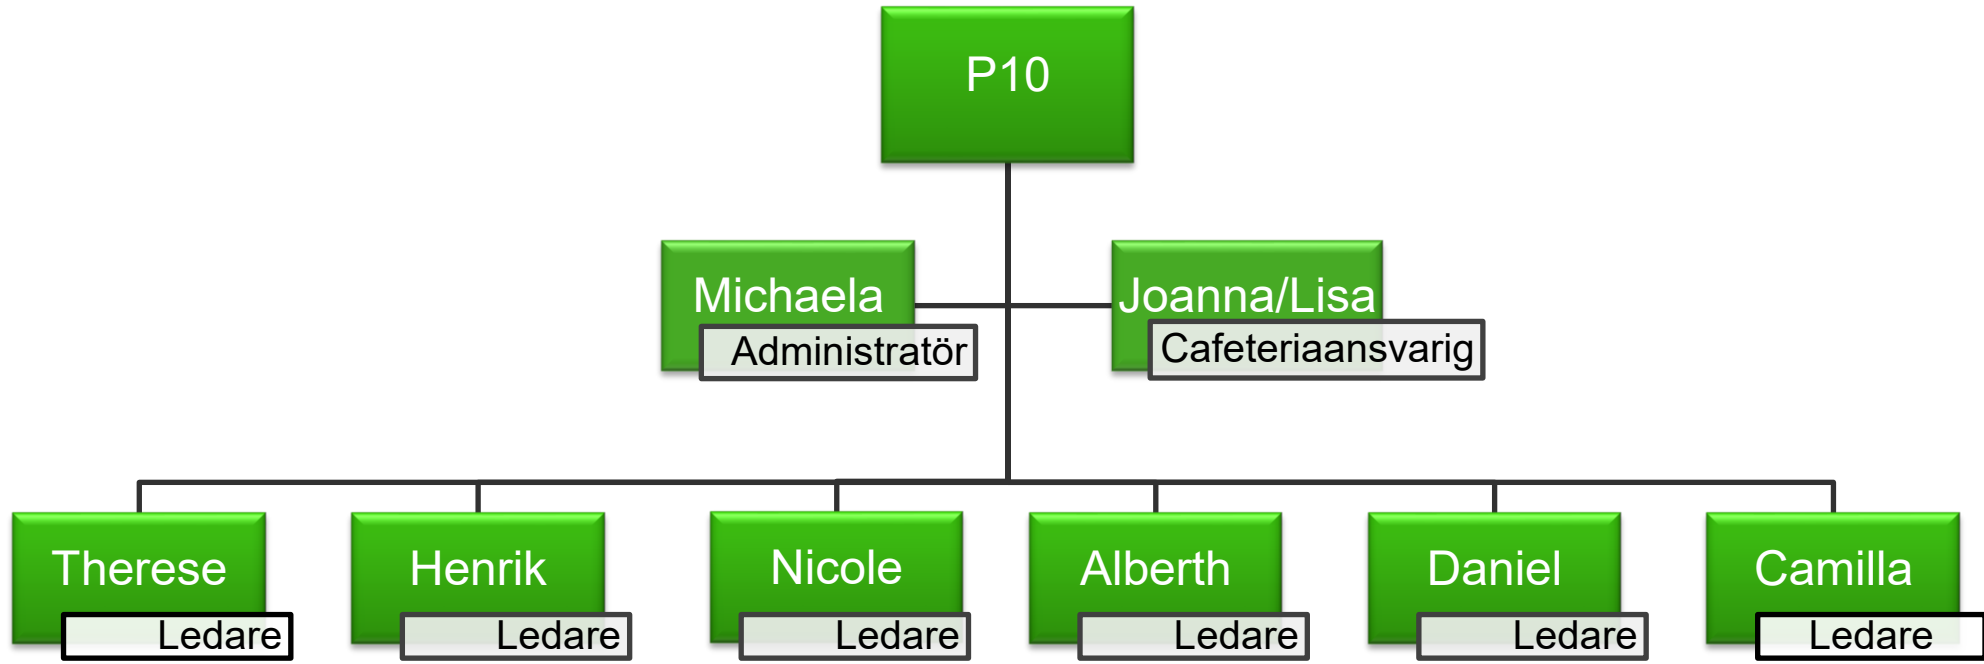 P10
Michaela
Administratör
Joanna/Lisa
Cafeteriaansvarig
Therese
Ledare
Henrik
Ledare
Nicole
Ledare
Alberth
Ledare
Daniel
Ledare
Camilla
Ledare